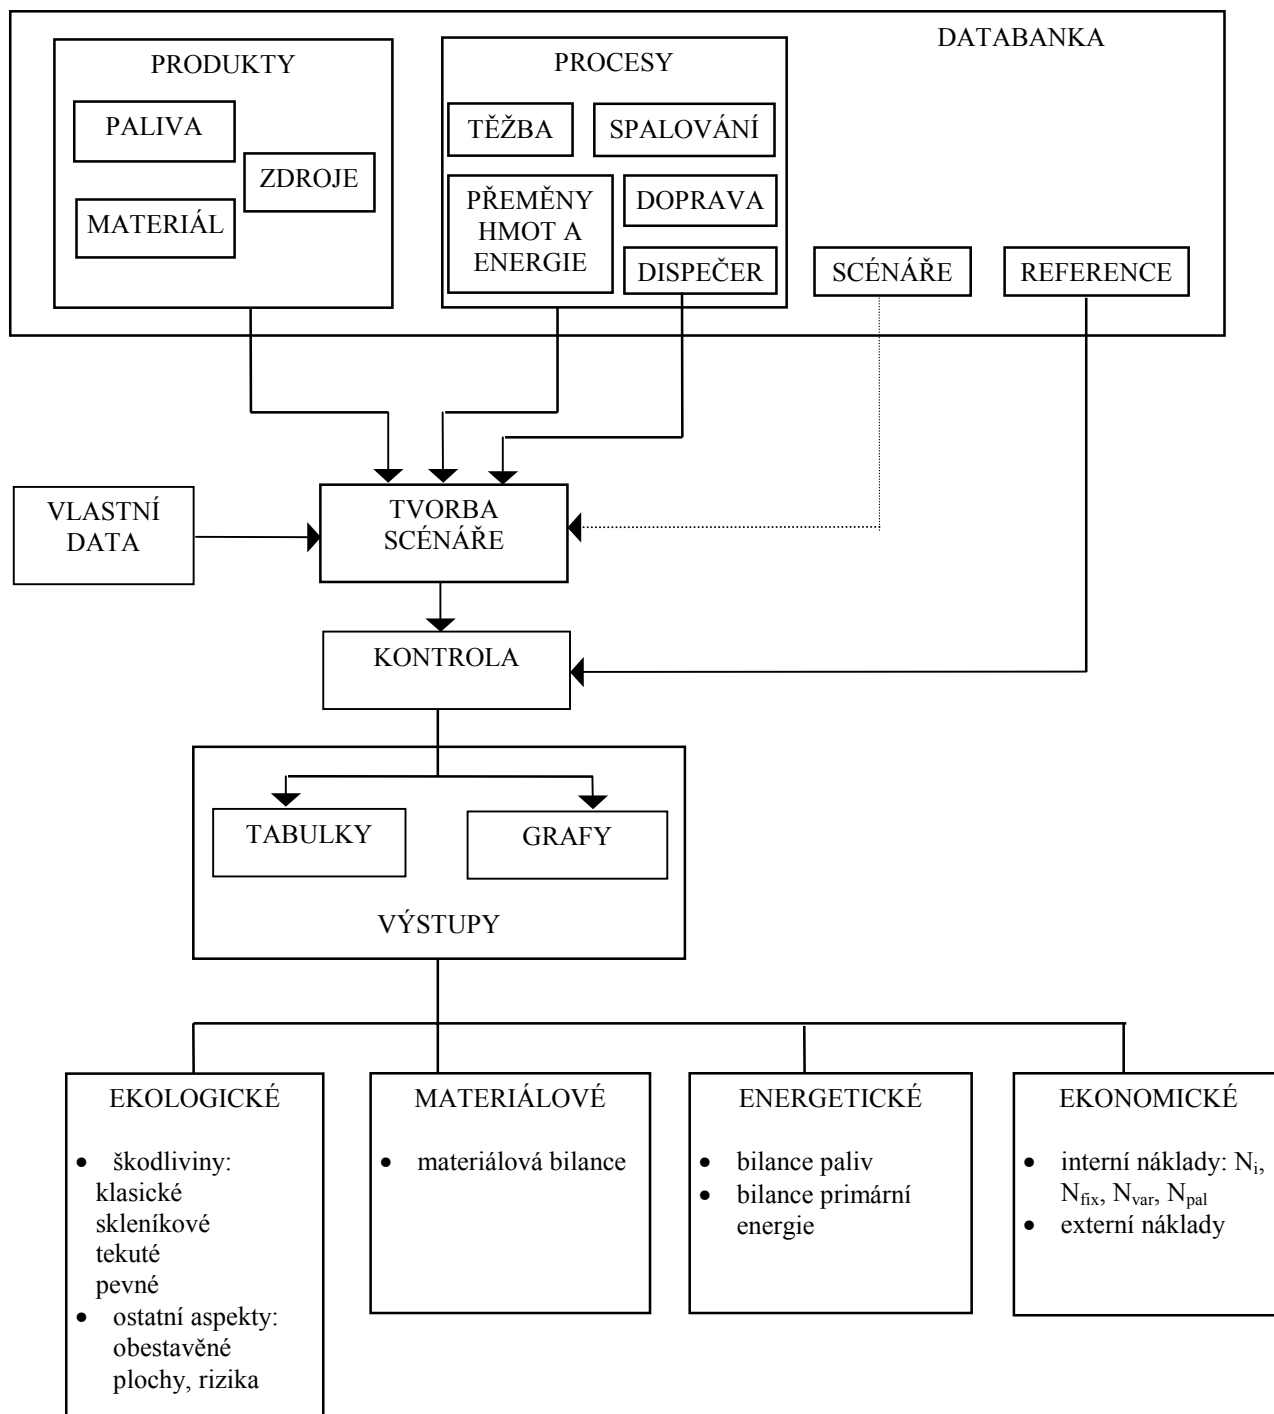 DATABANKA
PRODUKTY
PALIVA
ZDROJE
MATERIÁL
PROCESY
TĚŽBA
SPALOVÁNÍ
PŘEMĚNY
HMOT A
ENERGIE
DOPRAVA
DISPEČER
SCÉNÁŘE
REFERENCE
VLASTNÍ
DATA
TVORBA
SCÉNÁŘE
KONTROLA
TABULKY
GRAFY
VÝSTUPY
EKOLOGICKÉ
• škodliviny:
klasické
skleníkové
tekuté
pevné
• ostatní aspekty:
obestavěné
plochy, rizika
MATERIÁLOVÉ
• materiálová bilance
ENERGETICKÉ
• bilance paliv
• bilance primární
energie
EKONOMICKÉ
• interní náklady: Ni,
Nfix, Nvar, Npal
• externí náklady